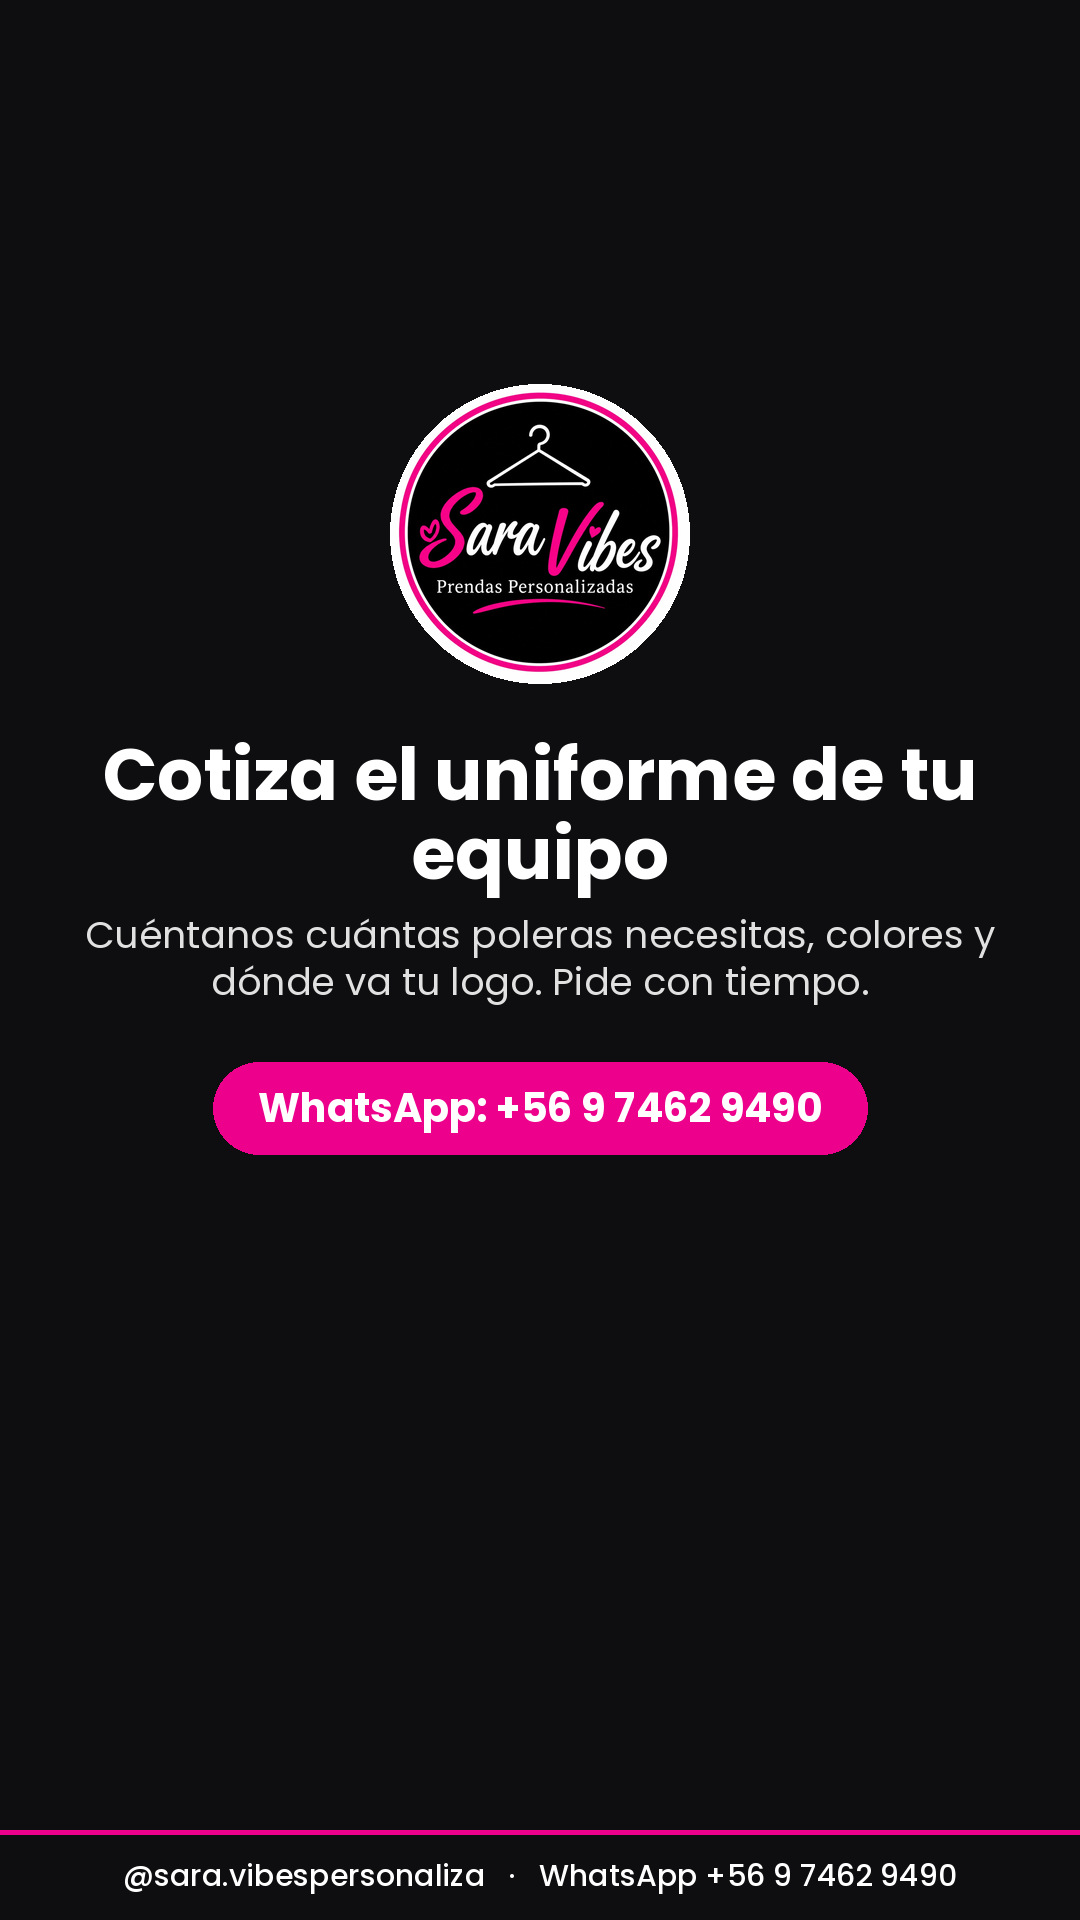 Sara Vibes
Prendas Personalizadas
Cotiza el uniforme de tu
equipo
Cuéntanos cuántas poleras necesitas, colores y
dónde va tu logo. Pide con tiempo.
WhatsApp: +56 9 7462 9490
@sara.vibespersonaliza · WhatsApp +56 9 7462 9490